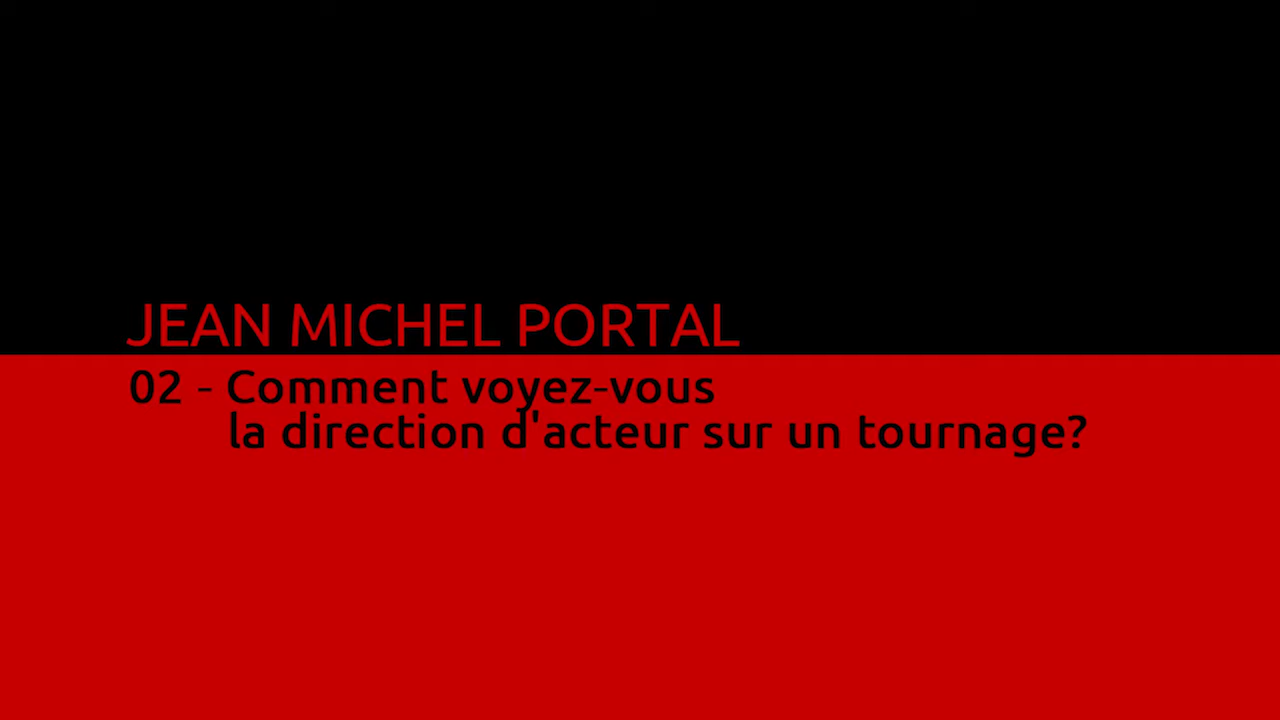 JEAN MICHEL PORTAL
02 - Comment voyez-vous
la direction d'acteur sur un tournage?